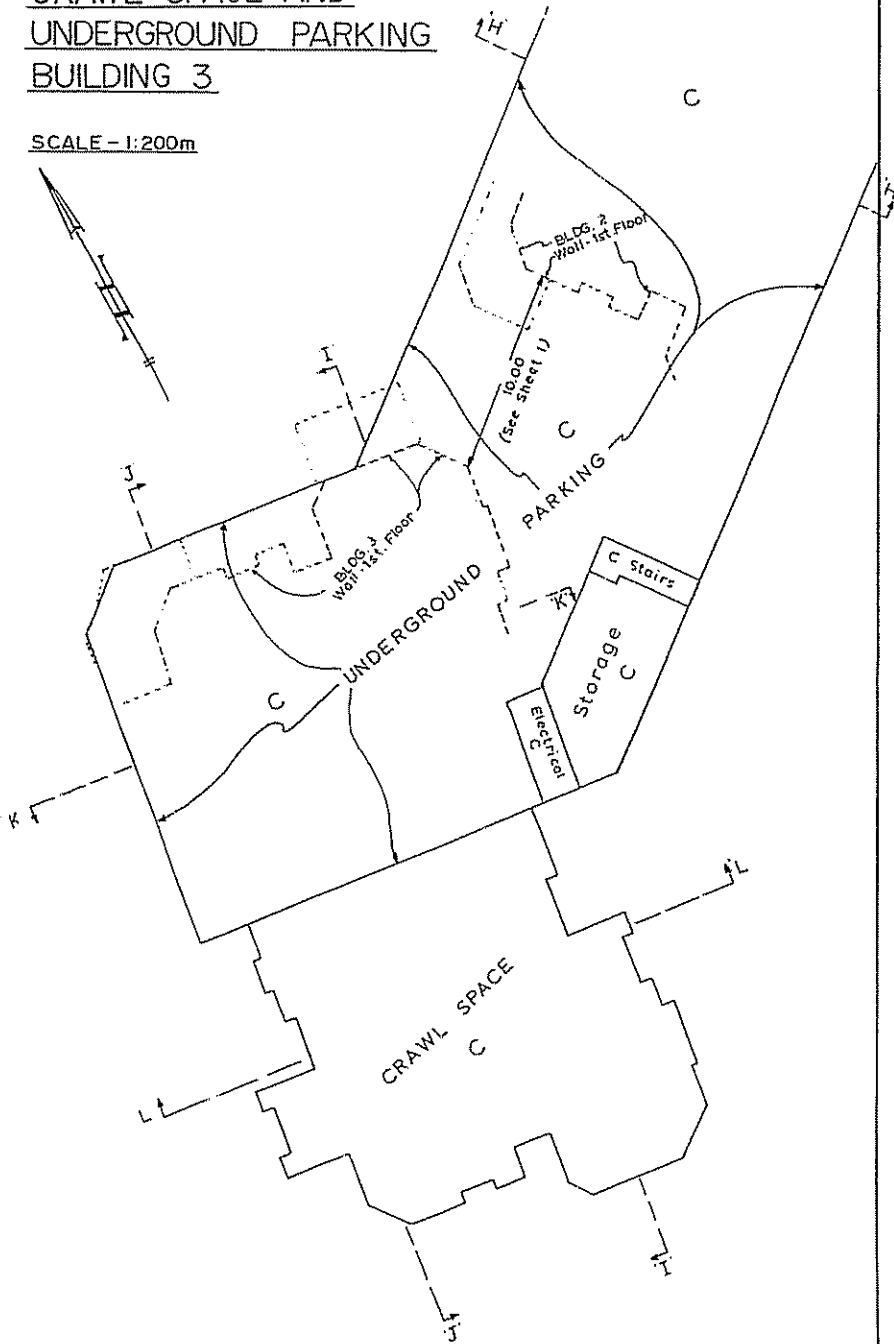 UNDERGROUND PARKING
BUILDING 3
SCALE - 1:200m
'H'
C
BLDG. 2
Wall-1st. Floor
10.00
(See Sheet 1)
C
'I'
J
PARKING
BLDG. 3
Wall-1st. Floor
'K'
C Stairs
UNDERGROUND
Storage
C
C
Electrical
C
K
L
CRAWL SPACE
C
L
'I'
'J'